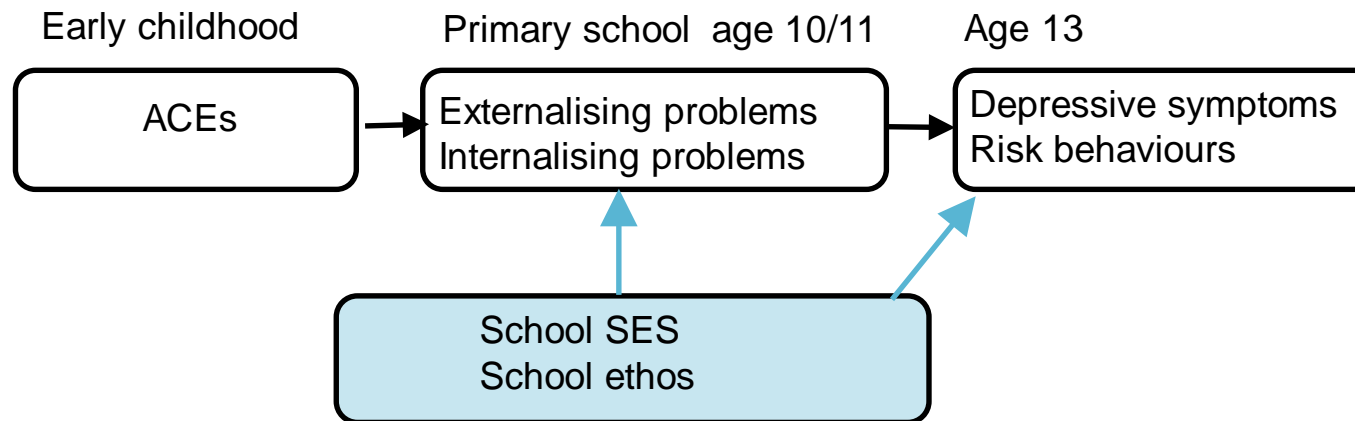 Early childhood
Primary school age 10/11
Age 13
ACEs
Externalising problems
Internalising problems
Depressive symptoms
Risk behaviours
School SES
School ethos